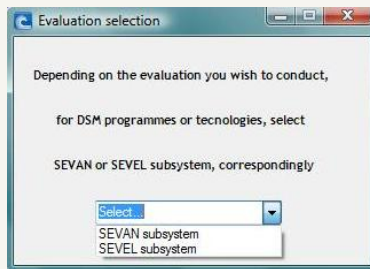 Evaluation selection
Depending on the evaluation you wish to conduct,
for DSM programmes or tecnologies, select
SEVAN or SEVEL subsystem, correspondingly
Select...
SEVAN subsystem
SEVEL subsystem